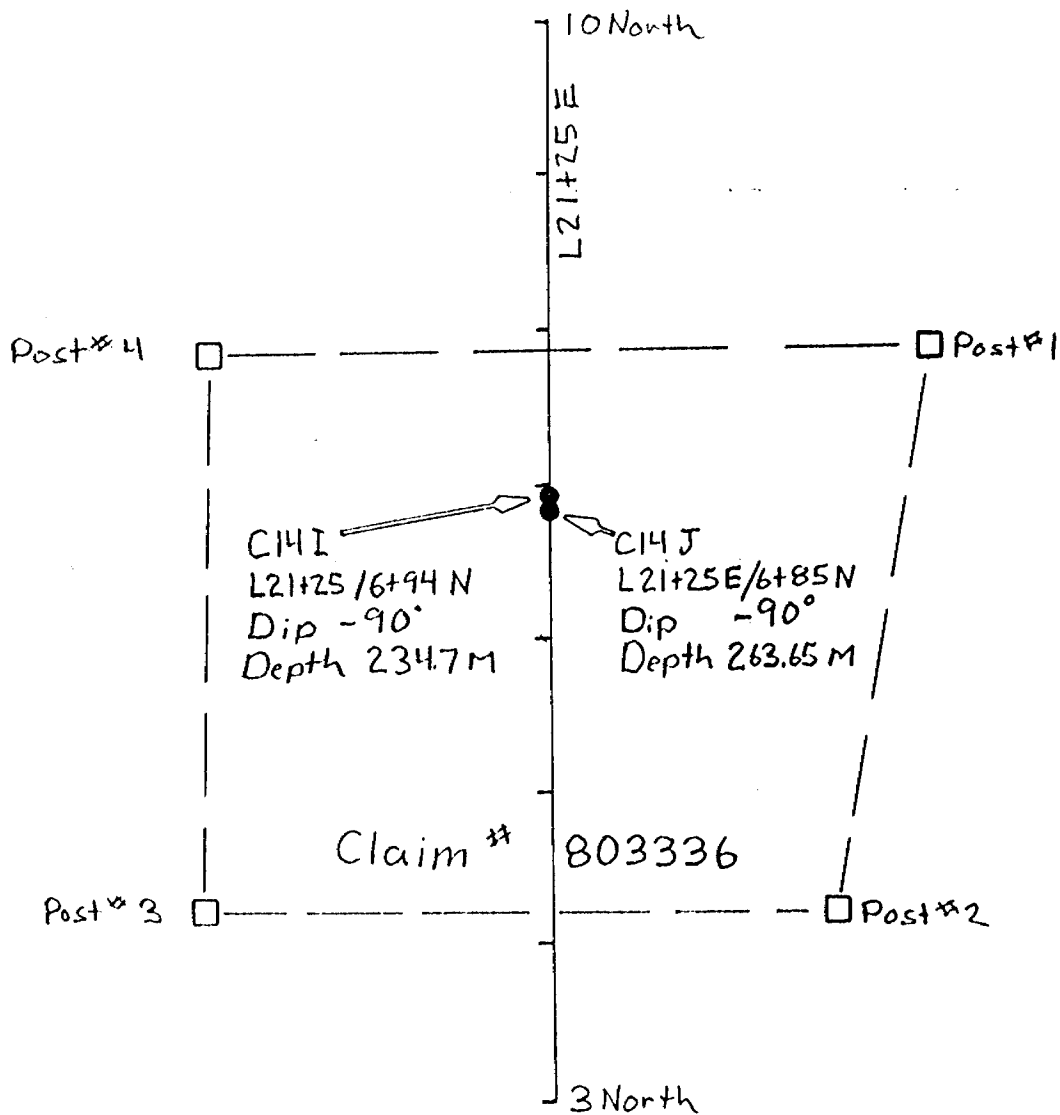 10 North
L21+25 E
Post # 4
Post # 1
C14 I
L21+25/6+94 N
Dip -90°
Depth 234.7 M
C14 J
L21+25E/6+85N
Dip -90°
Depth 263.65 M
Claim # 803336
Post # 3
Post # 2
3 North